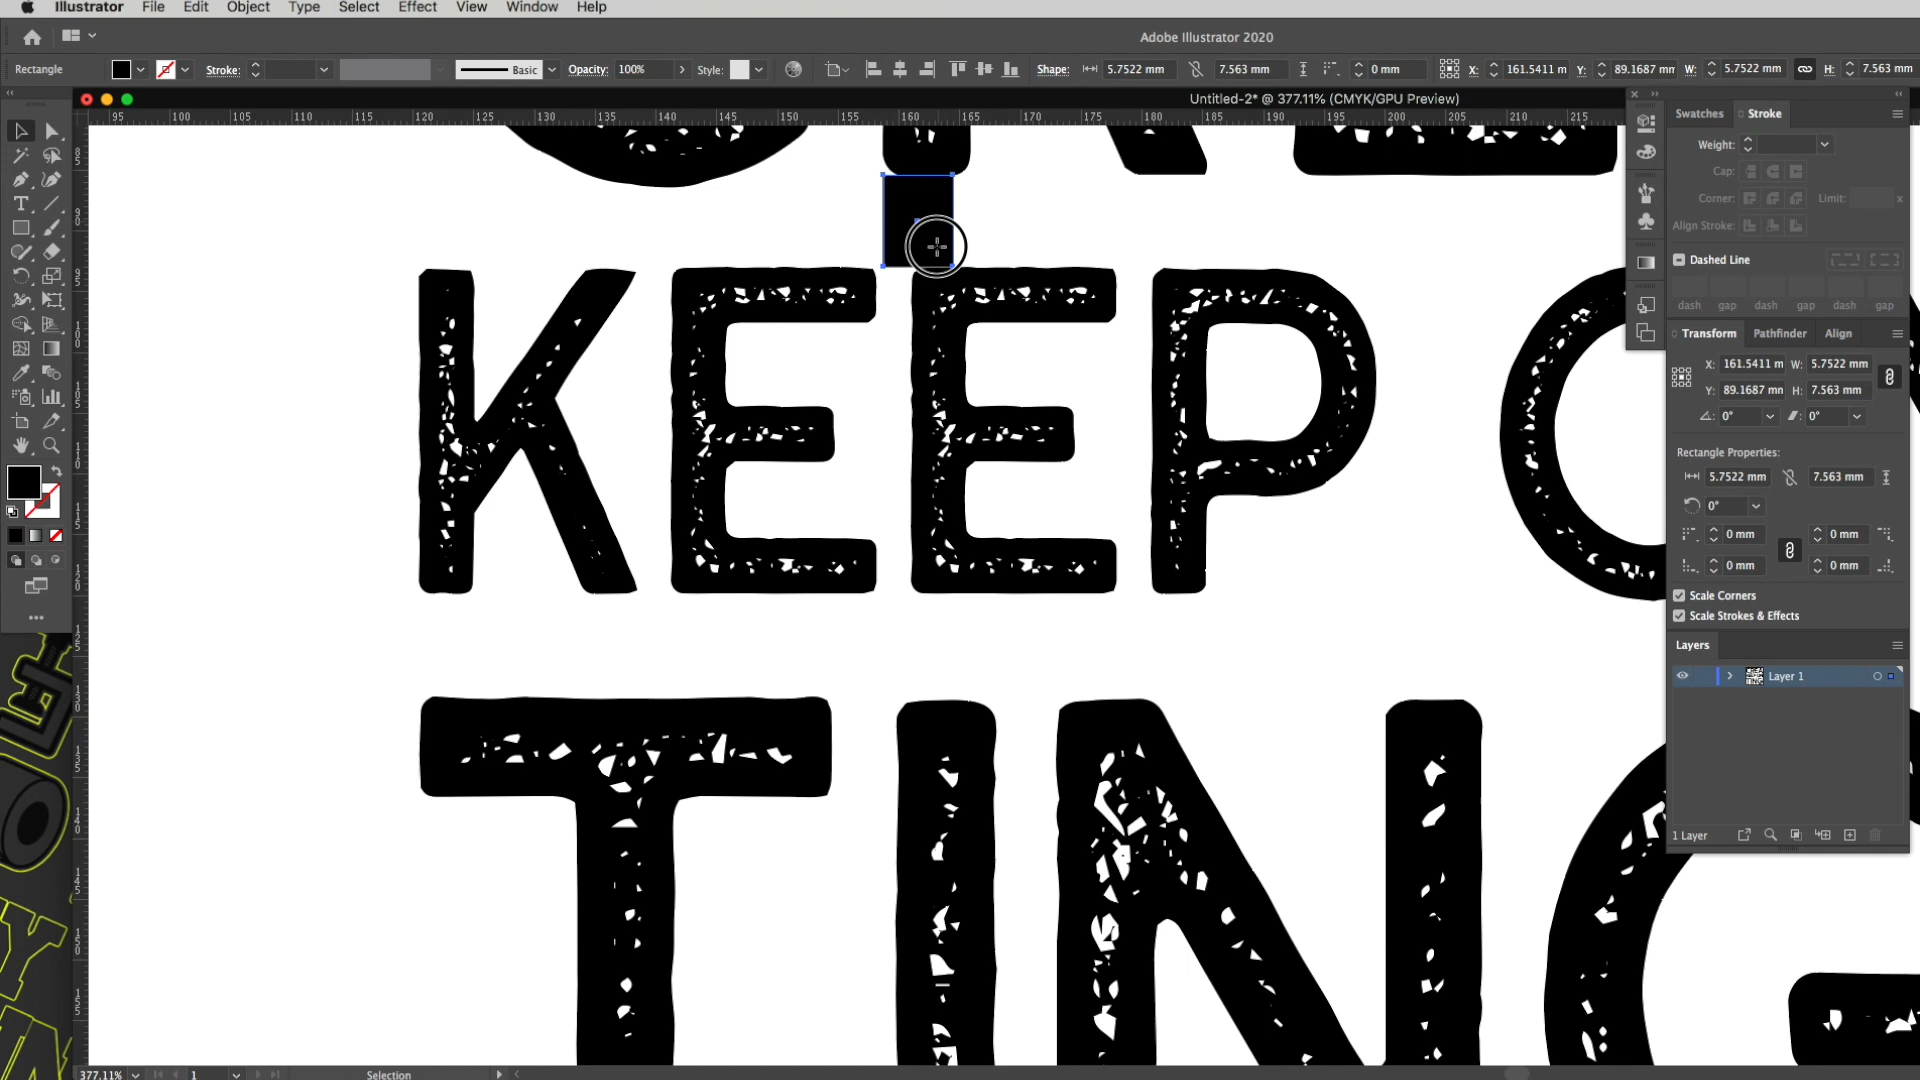 Illustrator File Edit Object Type Select Effect View Window Help
Adobe Illustrator 2020
Rectangle Stroke: Basic Opacity: 100% Style: Shape: 5.7522 mm 7.563 mm 0 mm X: 161.5411 m Y: 89.1687 mm W: 5.7522 mm H: 7.563 mm
Untitled-2* @ 377.11% (CMYK/GPU Preview)
95 100 105 110 115 120 125 130 135 140 145 150 155 160 165 170 175 180 185 190 195 200 205 210 215
Swatches Stroke
Weight:
Cap:
Corner: Limit: x
Align Stroke:
Dashed Line
dash gap dash gap dash gap
Transform Pathfinder Align
X: 161.5411 m W: 5.7522 mm
Y: 89.1687 mm H: 7.563 mm
0° 0°
Rectangle Properties:
5.7522 mm 7.563 mm
0°
0 mm 0 mm
0 mm 0 mm
Scale Corners
Scale Strokes & Effects
Layers
Layer 1
1 Layer
KEEP
TING
377.11% 1 Selection